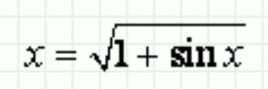 x = √1 + sin x